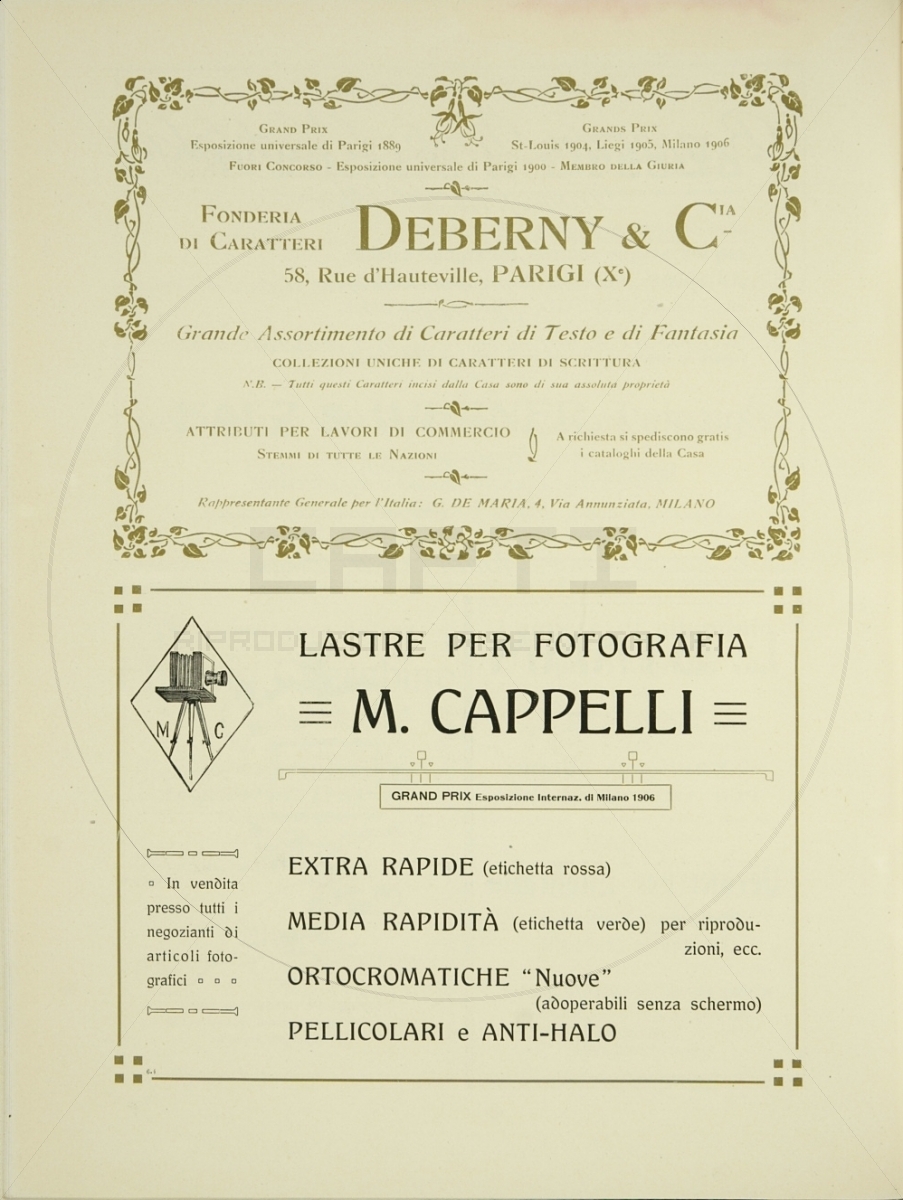 GRAND PRIX
Esposizione universale di Parigi 1889
GRANDS PRIX
St-Louis 1904, Liegi 1905, Milano 1906
FUORI CONCORSO - Esposizione universale di Parigi 1900 - MEMBRO DELLA GIURIA
FONDERIA
DI CARATTERI
DEBERNY & CIA
58, Rue d'Hauteville, PARIGI (Xe)
Grande Assortimento di Caratteri di Testo e di Fantasia
COLLEZIONI UNICHE DI CARATTERI DI SCRITTURA
N.B. — Tutti questi Caratteri incisi dalla Casa sono di sua assoluta proprietà
ATTRIBUTI PER LAVORI DI COMMERCIO
STEMMI DI TUTTE LE NAZIONI
A richiesta si spediscono gratis
i cataloghi della Casa
Rappresentante Generale per l'Italia: G. DE MARIA, 4, Via Annunziata, MILANO
CAPTI
M C
LASTRE PER FOTOGRAFIA
M. CAPPELLI
GRAND PRIX Esposizione Internaz. di Milano 1906
In vendita
presso tutti i
negozianti di
articoli foto-
grafici
EXTRA RAPIDE (etichetta rossa)
MEDIA RAPIDITÀ (etichetta verde) per riprodu-
zioni, ecc.
ORTOCROMATICHE "Nuove"
(adoperabili senza schermo)
PELLICOLARI e ANTI-HALO